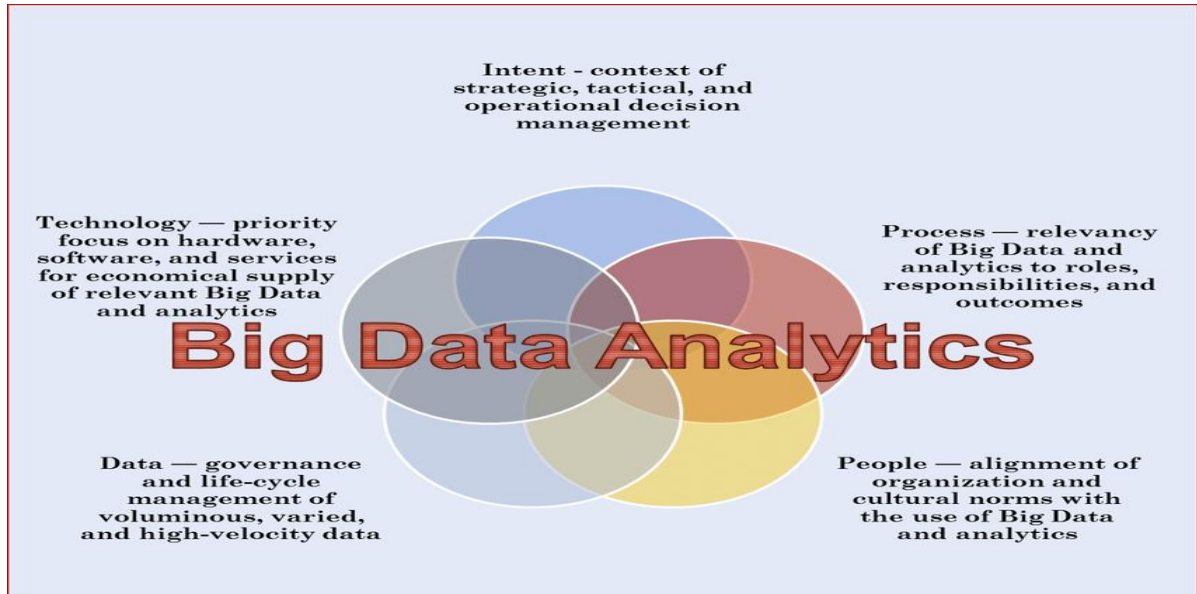 Intent - context of
strategic, tactical, and
operational decision
management
Technology — priority
focus on hardware,
software, and services
for economical supply
of relevant Big Data
and analytics
Process — relevancy
of Big Data and
analytics to roles,
responsibilities, and
outcomes
Big Data Analytics
Data — governance
and life-cycle
management of
voluminous, varied,
and high-velocity data
People — alignment of
organization and
cultural norms with
the use of Big Data
and analytics